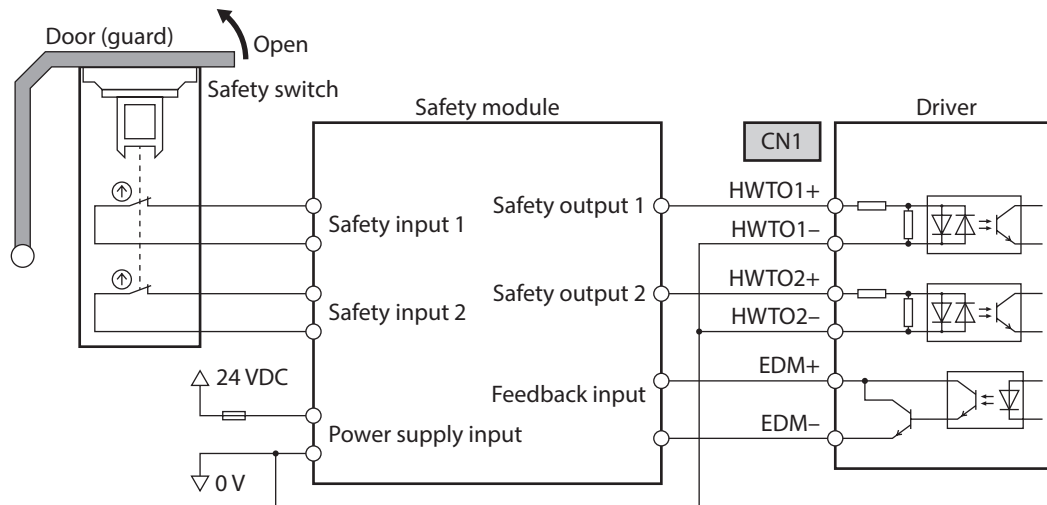 Door (guard)
Open
Safety switch
Safety module
Driver
CN1
HWTO1+
Safety input 1
Safety output 1
HWTO1–
HWTO2+
Safety input 2
Safety output 2
HWTO2–
EDM+
24 VDC
Feedback input
EDM–
Power supply input
0 V